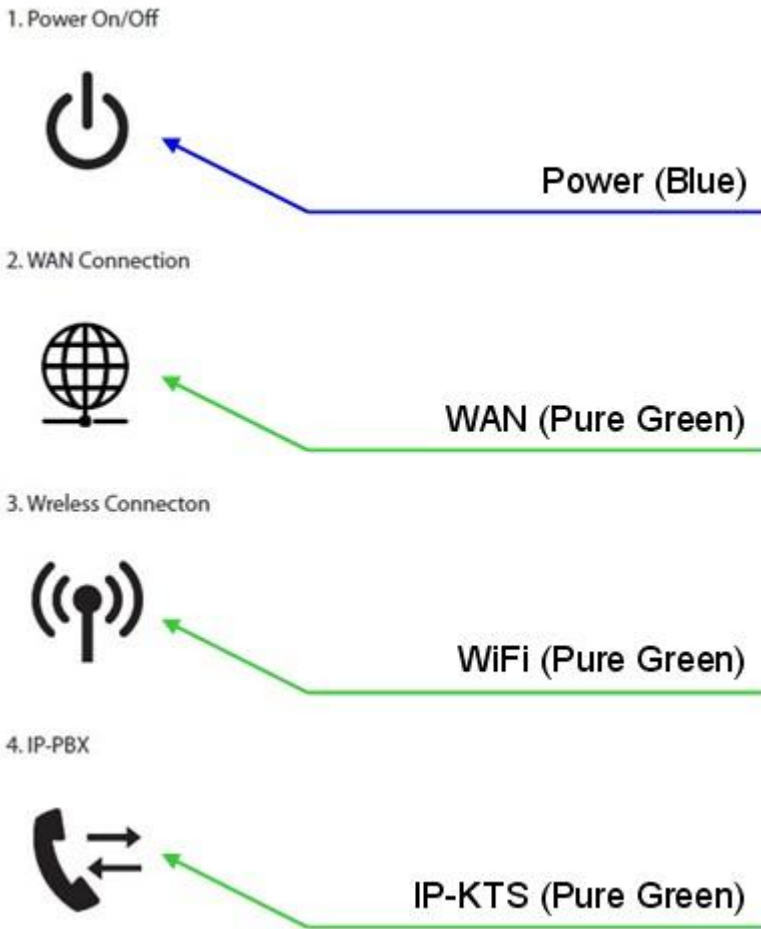 1. Power On/Off
Power (Blue)
2. WAN Connection
WAN (Pure Green)
3. Wreless Connecton
WiFi (Pure Green)
4. IP-PBX
IP-KTS (Pure Green)